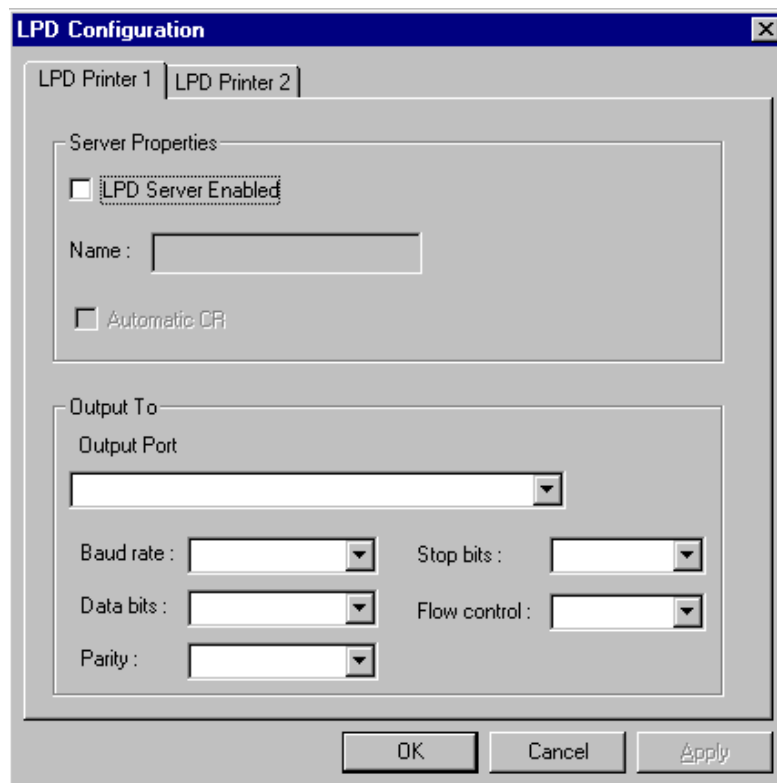 LPD Configuration
LPD Printer 1 LPD Printer 2
Server Properties
LPD Server Enabled
Name :
Automatic CR
Output To
Output Port
Baud rate : Stop bits :
Data bits : Flow control :
Parity :
OK Cancel Apply